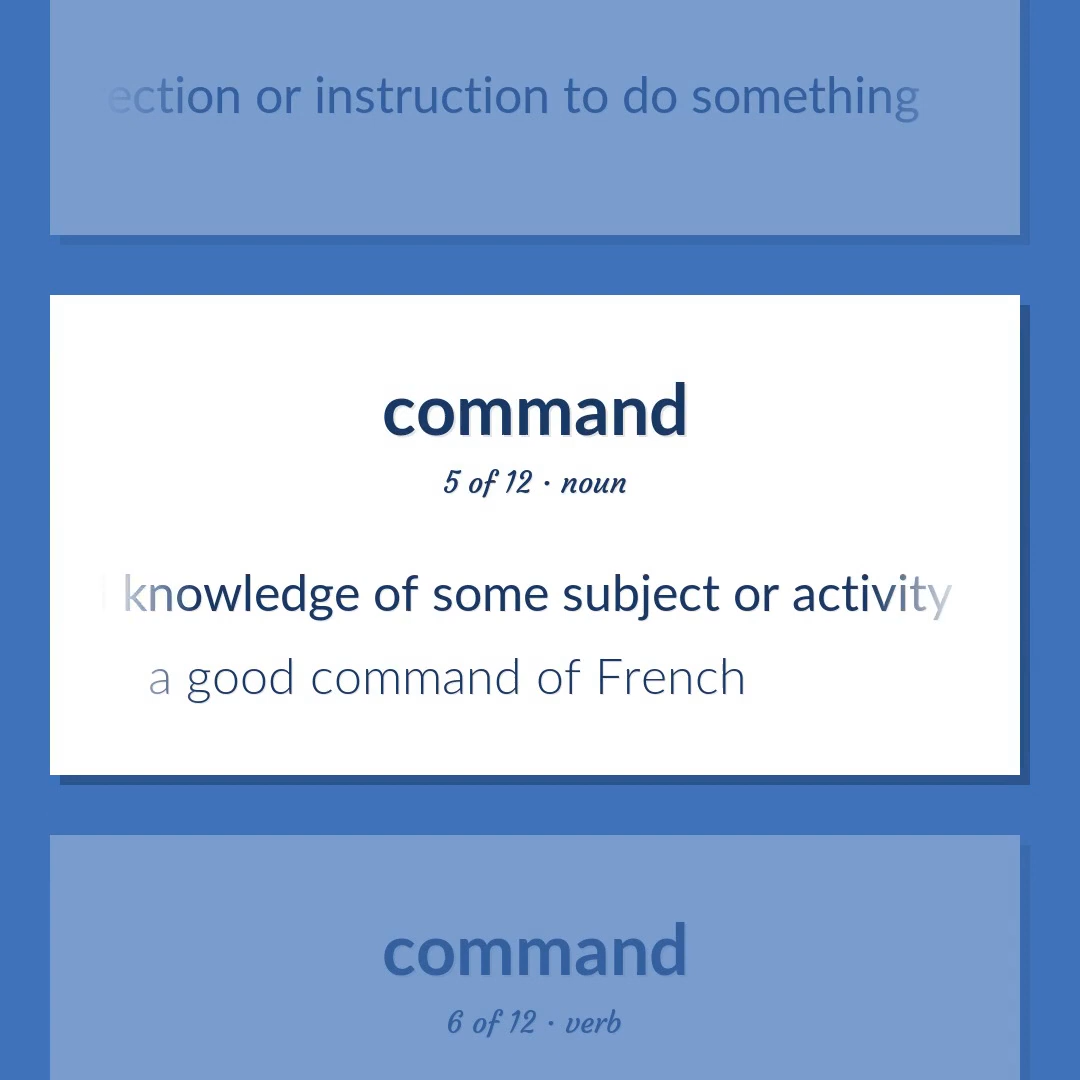 ection or instruction to do something
command
5 of 12 · noun
knowledge of some subject or activity
a good command of French
command
6 of 12 · verb